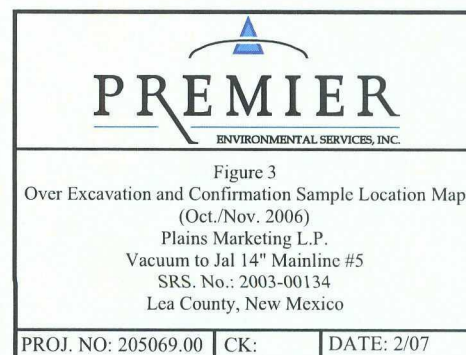 PREMIER
ENVIRONMENTAL SERVICES, INC.
Figure 3
Over Excavation and Confirmation Sample Location Map
(Oct./Nov. 2006)
Plains Marketing L.P.
Vacuum to Jal 14" Mainline #5
SRS. No.: 2003-00134
Lea County, New Mexico
PROJ. NO: 205069.00 CK: DATE: 2/07